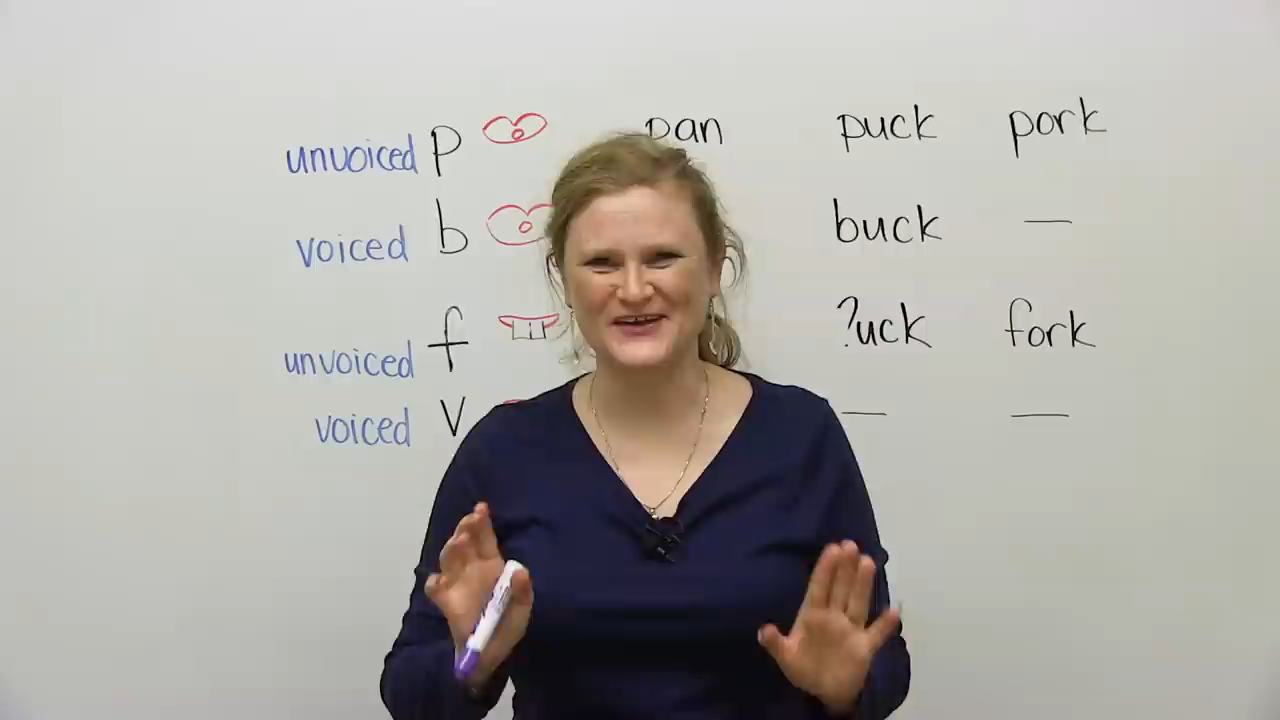 unvoiced p pan puck pork
voiced b buck —
unvoiced f ?uck fork
voiced v — —